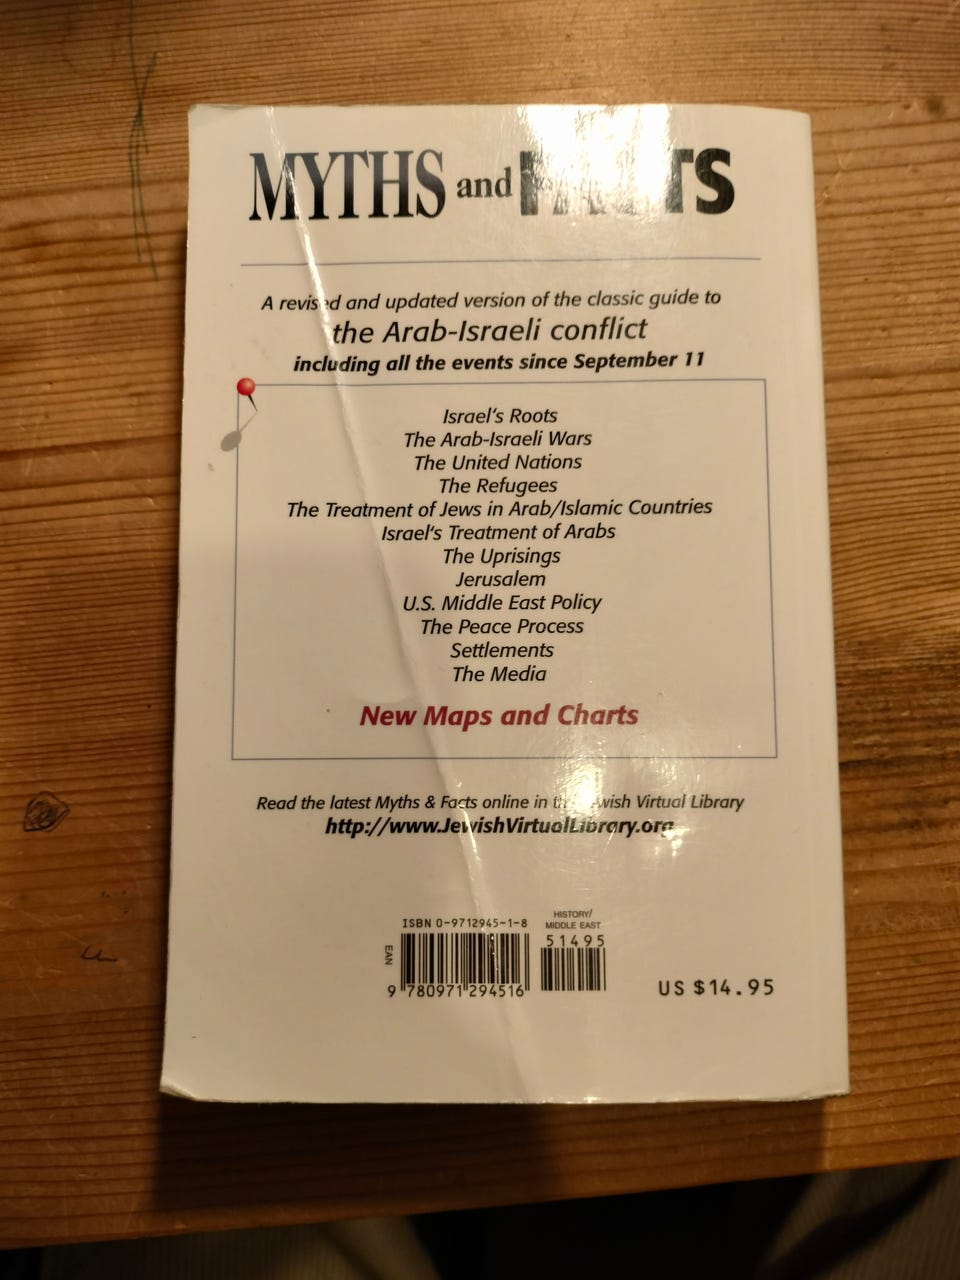 MYTHS and FACTS
A revised and updated version of the classic guide to
the Arab-Israeli conflict
including all the events since September 11
Israel's Roots
The Arab-Israeli Wars
The United Nations
The Refugees
The Treatment of Jews in Arab/Islamic Countries
Israel's Treatment of Arabs
The Uprisings
Jerusalem
U.S. Middle East Policy
The Peace Process
Settlements
The Media
New Maps and Charts
Read the latest Myths & Facts online in the Jewish Virtual Library
http://www.JewishVirtualLibrary.org
ISBN 0-9712945-1-8
HISTORY/
MIDDLE EAST
51495
EAN
9 780971 294516
US $14.95